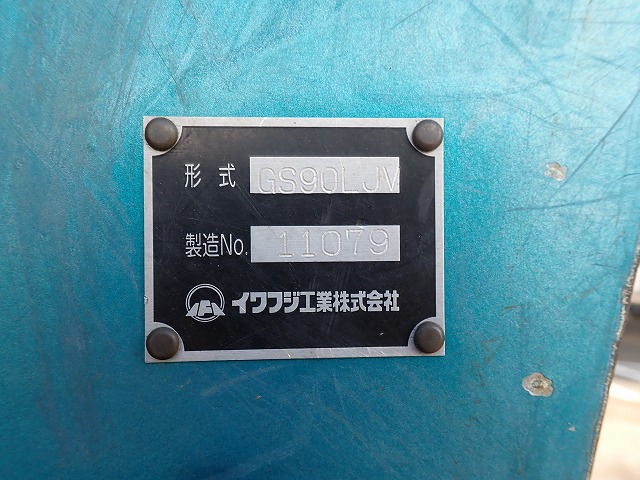 形式 GS90LJV
製造No. 11079
イワフジ工業株式会社